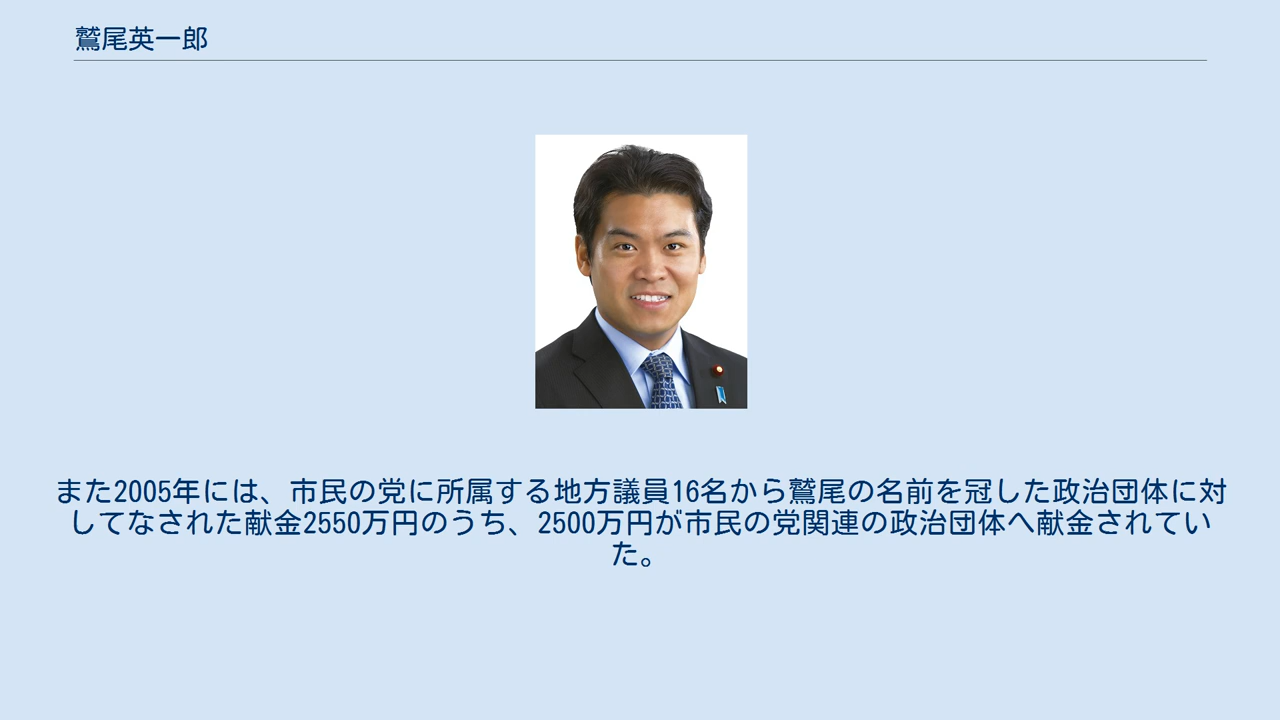 鷲尾英一郎
また2005年には、市民の党に所属する地方議員16名から鷲尾の名前を冠した政治団体に対
してなされた献金2550万円のうち、2500万円が市民の党関連の政治団体へ献金されてい
た。